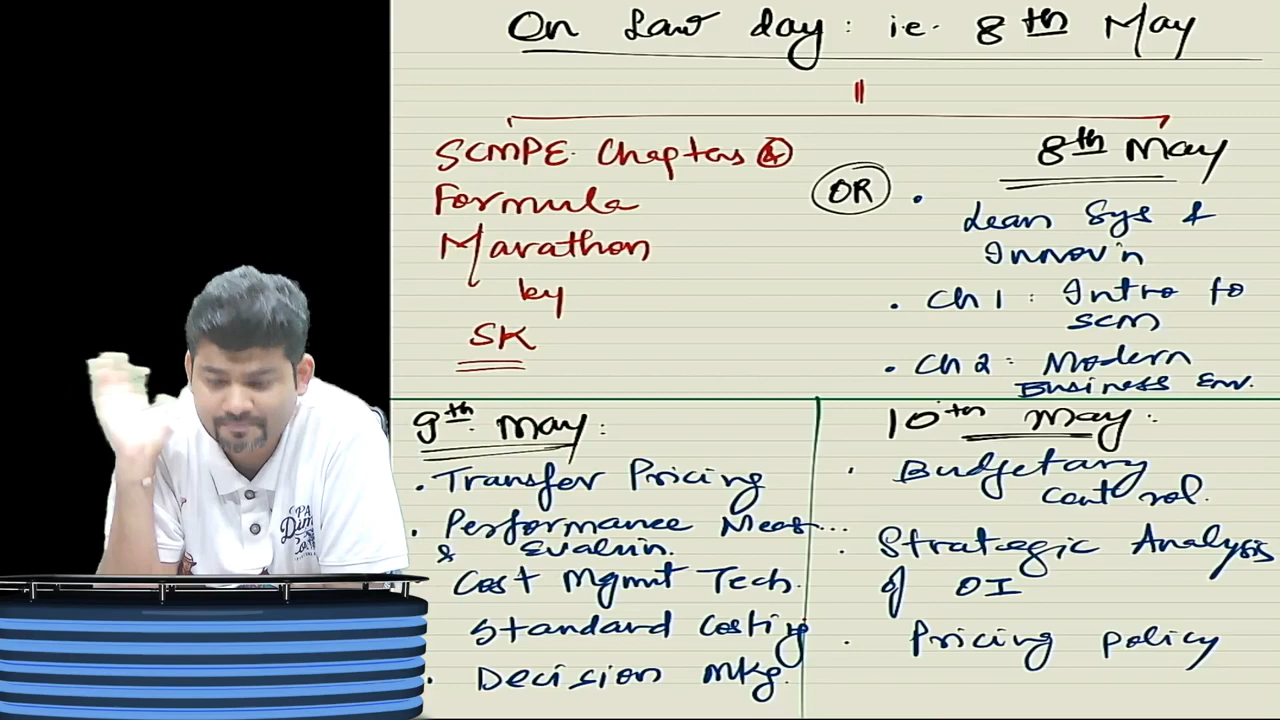 On Law day : ie. 8th May
SCMPE Chapters &
Formula
Marathon
by
SK
OR
8th May
. Lean Sys &
Innov'n
. Ch 1 : Intro to
SCM
. Ch 2 : Modern
Business Env.
9th May :
. Transfer Pricing
. Performance Meas...
& Evalu'n.
Cost Mgmt Tech.
Standard Costing
. Decision Mkg.
10th May :
. Budgetary
Control.
. Strategic Analysis
of OI
. Pricing policy